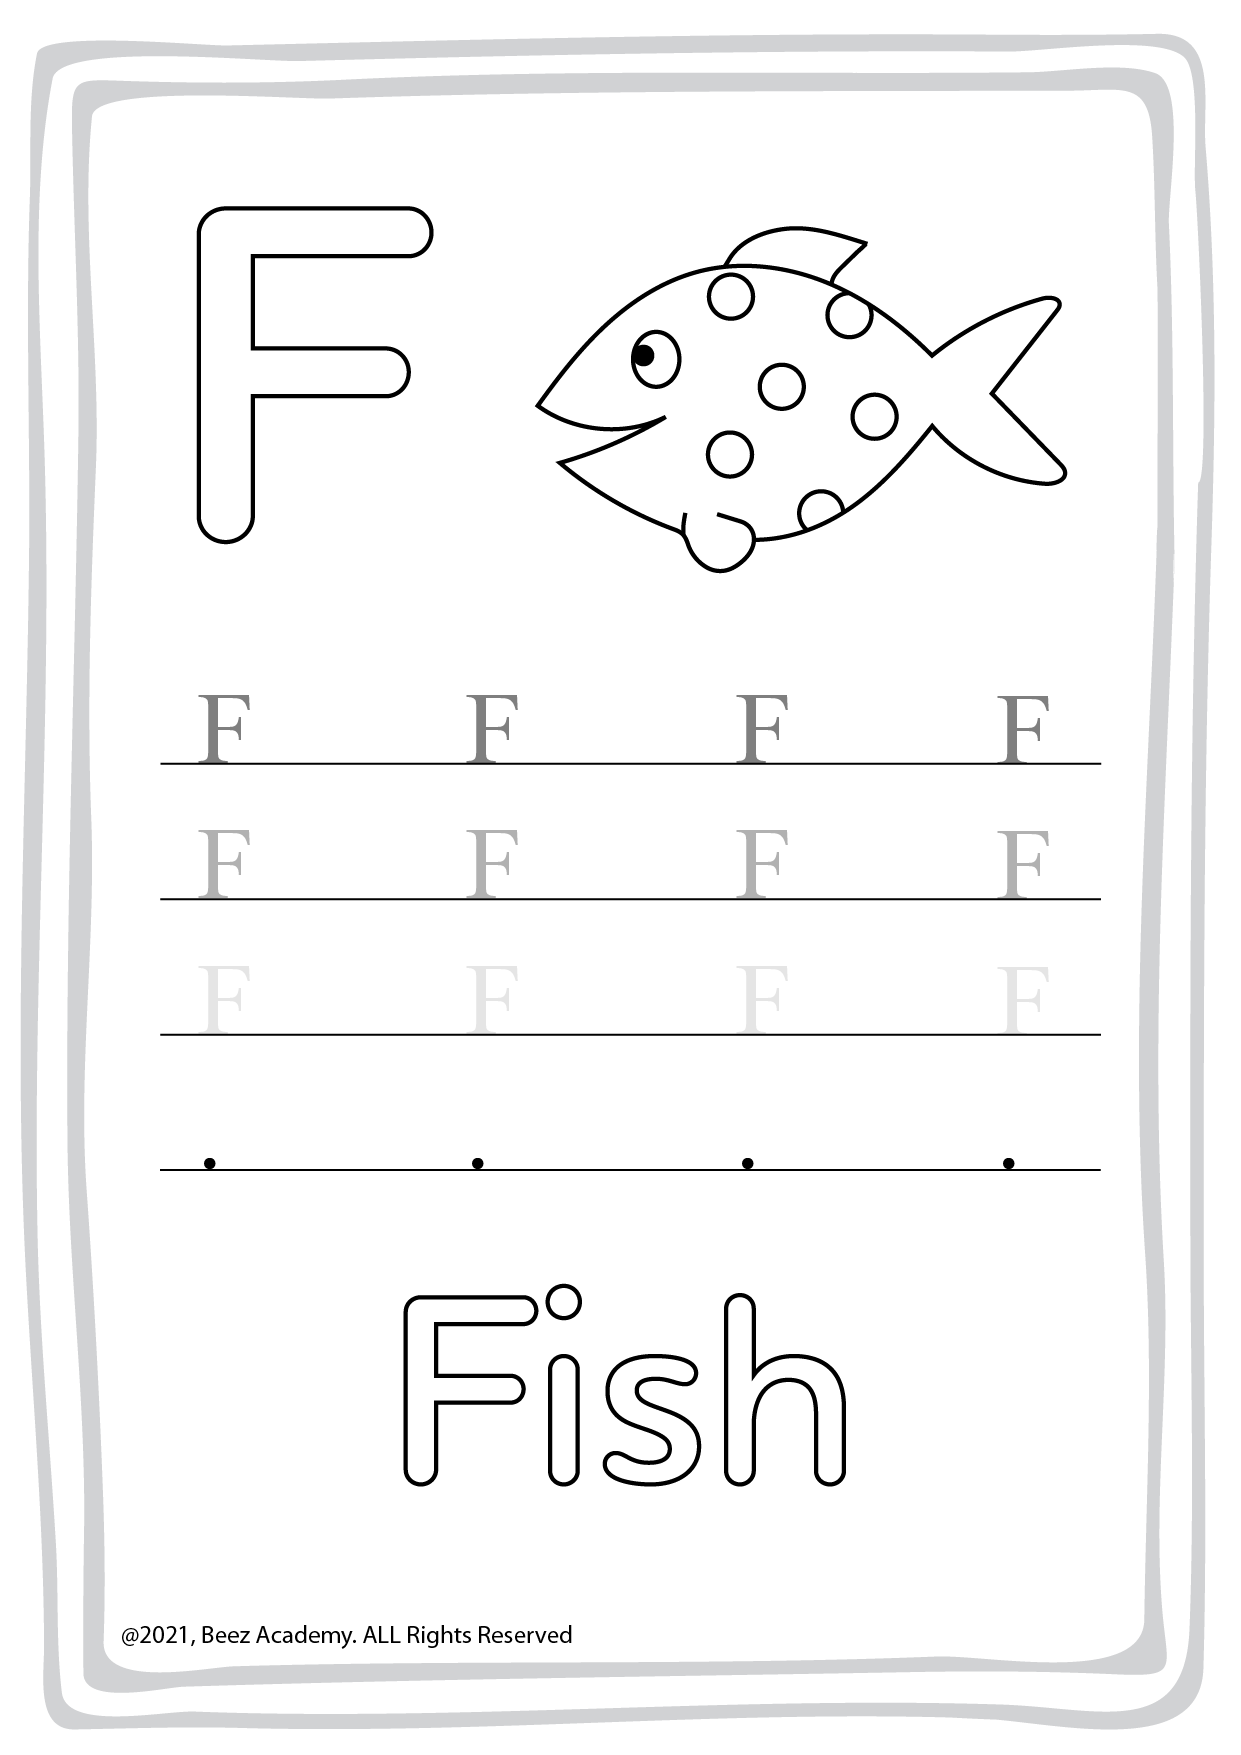 F
F F F F
F F F F
F F F F
. . . .
Fish
@2021, Beez Academy. ALL Rights Reserved